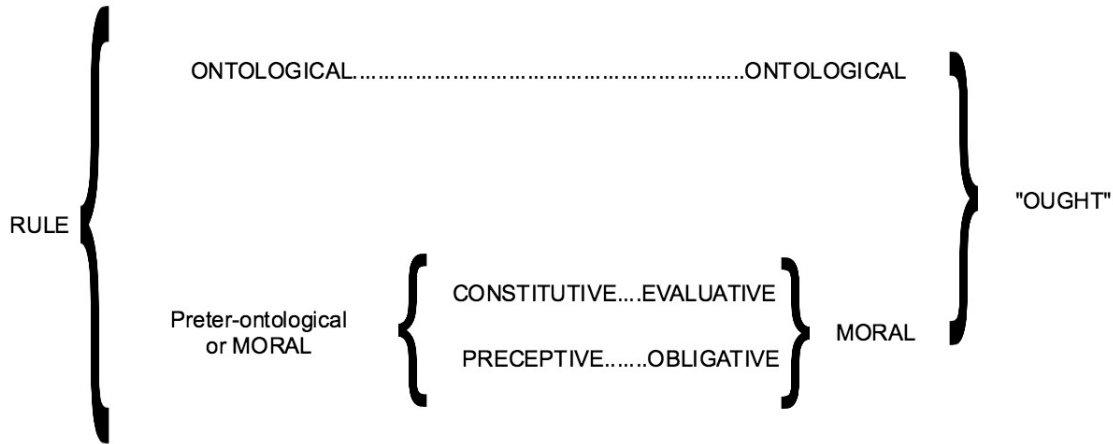 ONTOLOGICAL.......................................................ONTOLOGICAL
RULE
"OUGHT"
CONSTITUTIVE....EVALUATIVE
Preter-ontological
or MORAL
MORAL
PRECEPTIVE.......OBLIGATIVE